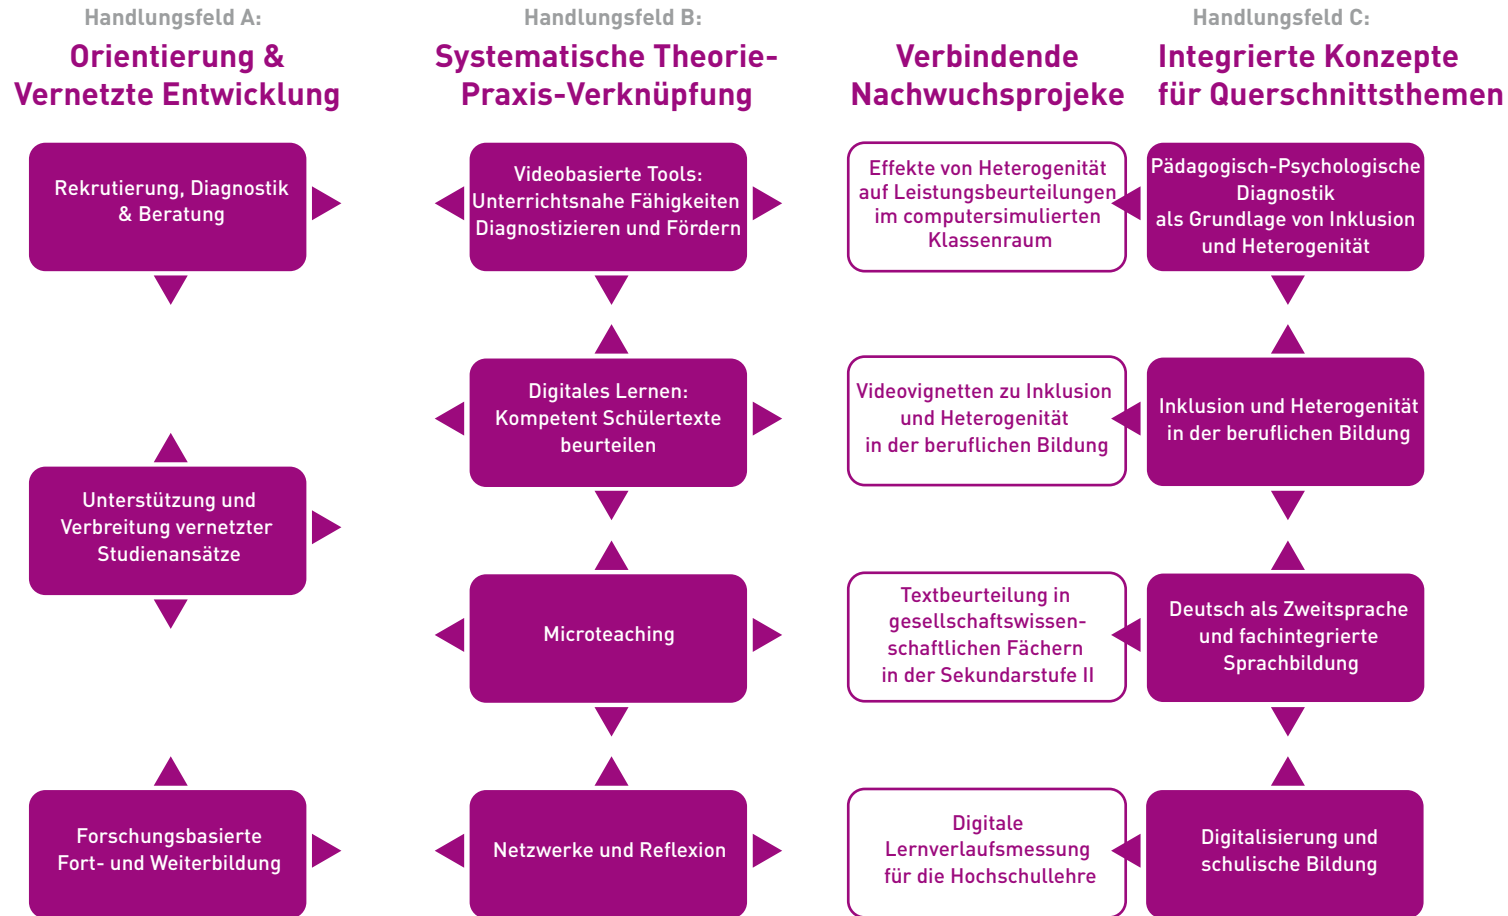 Handlungsfeld A:
Orientierung &
Vernetzte Entwicklung
Rekrutierung, Diagnostik
& Beratung
Unterstützung und
Verbreitung vernetzter
Studienansätze
Forschungsbasierte
Fort- und Weiterbildung
Handlungsfeld B:
Systematische Theorie-
Praxis-Verknüpfung
Videobasierte Tools:
Unterrichtsnahe Fähigkeiten
Diagnostizieren und Fördern
Digitales Lernen:
Kompetent Schülertexte
beurteilen
Microteaching
Netzwerke und Reflexion
Verbindende
Nachwuchsprojeke
Effekte von Heterogenität
auf Leistungsbeurteilungen
im computersimulierten
Klassenraum
Videovignetten zu Inklusion
und Heterogenität
in der beruflichen Bildung
Textbeurteilung in
gesellschaftswissen-
schaftlichen Fächern
in der Sekundarstufe II
Digitale
Lernverlaufsmessung
für die Hochschullehre
Handlungsfeld C:
Integrierte Konzepte
für Querschnittsthemen
Pädagogisch-Psychologische
Diagnostik
als Grundlage von Inklusion
und Heterogenität
Inklusion und Heterogenität
in der beruflichen Bildung
Deutsch als Zweitsprache
und fachintegrierte
Sprachbildung
Digitalisierung und
schulische Bildung